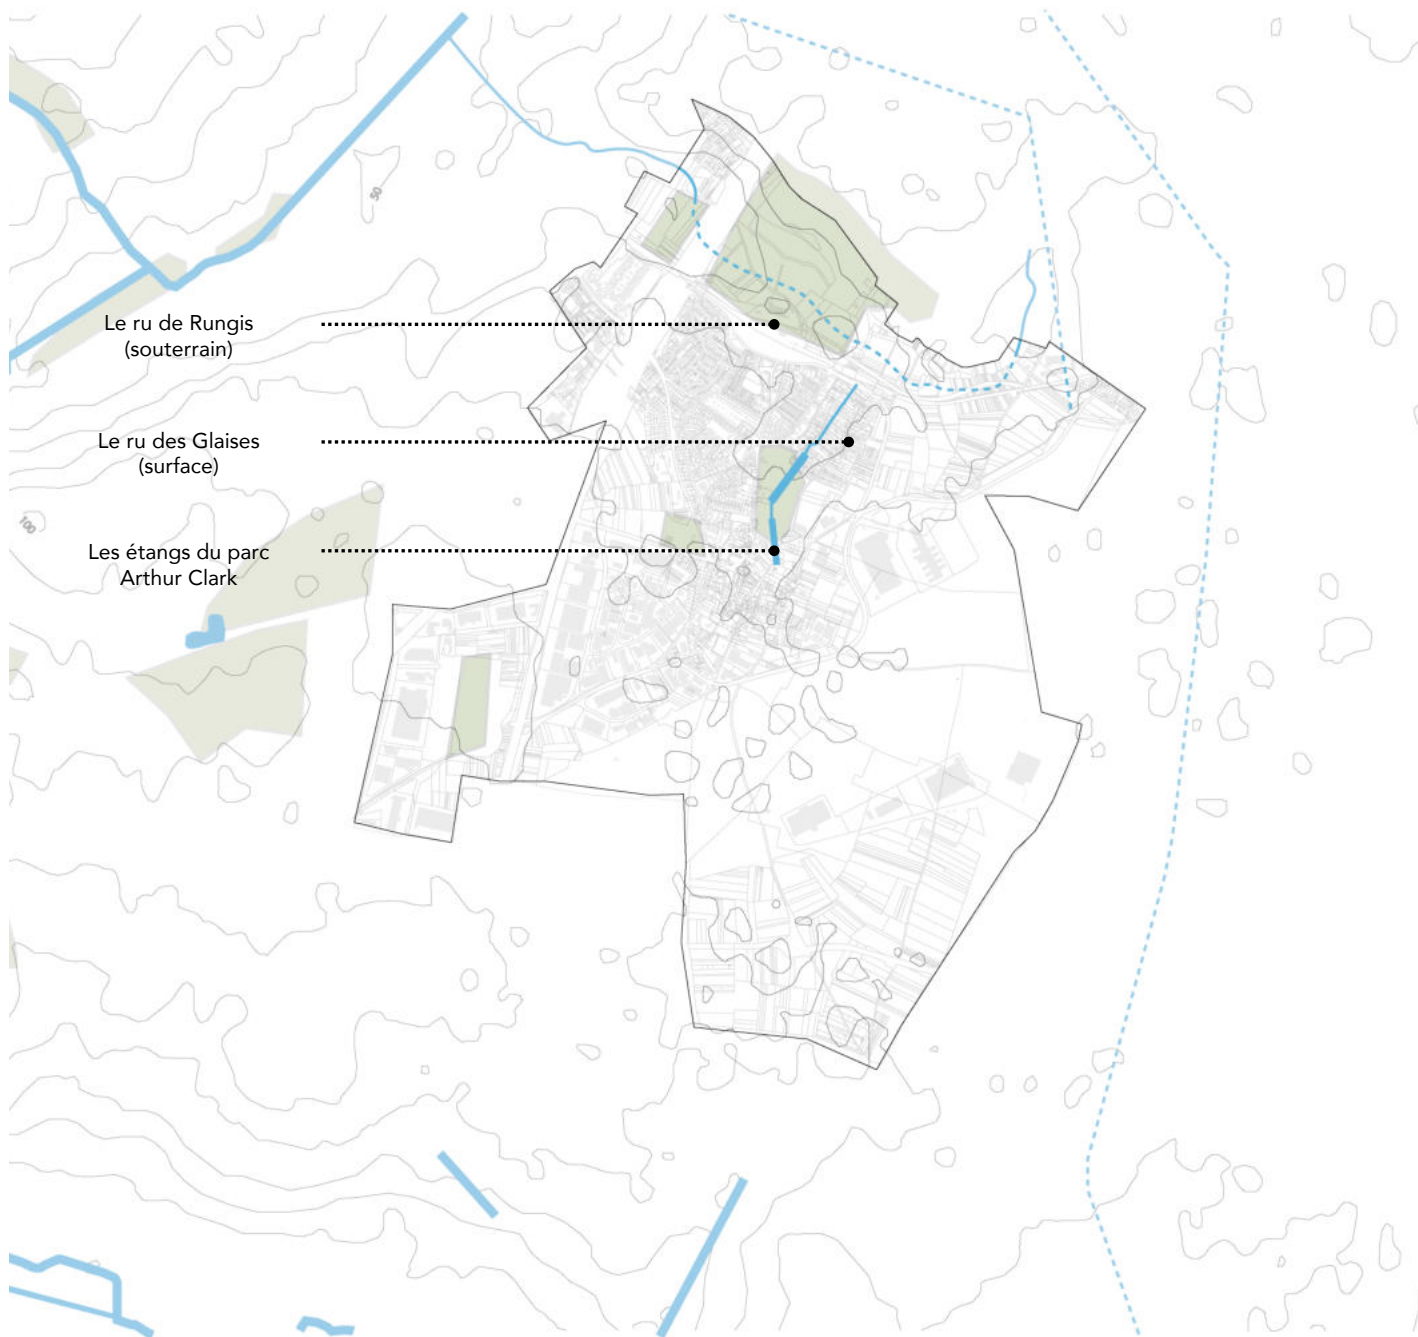 50
Le ru de Rungis
(souterrain)
Le ru des Glaises
(surface)
100
Les étangs du parc
Arthur Clark